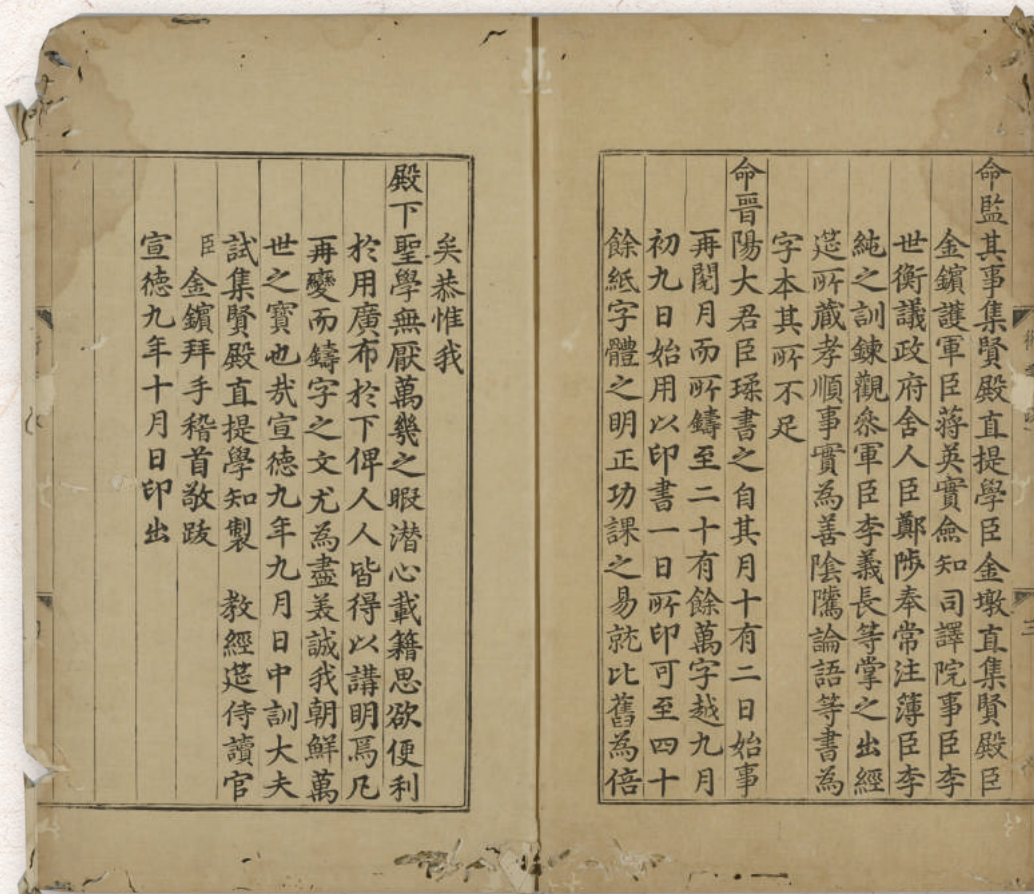 命監其事集賢殿直提學臣金墩直集賢殿臣
金鑌護軍臣蔣英實僉知司譯院事臣李
世衡議政府舍人臣鄭陟奉常注簿臣李
純之訓鍊觀參軍臣李義長等掌之出經
筵所藏孝順事實為善陰騭論語等書為
字本其所不足
命晉陽大君臣瑈書之自其月十有二日始事
再閱月而所鑄至二十有餘萬字越九月
初九日始用以印書一日所印可至四十
餘紙字體之明正功課之易就比舊為倍
矣恭惟我
殿下聖學無厭萬幾之暇潛心載籍思欲便利
於用廣布於下俾人人皆得以講明焉凡
再變而鑄字之文尤為盡美誠我朝鮮萬
世之寶也哉宣德九年九月日中訓大夫
試集賢殿直提學知製 教經筵侍讀官
臣金鑌拜手稽首敬跋
宣德九年十月日印出